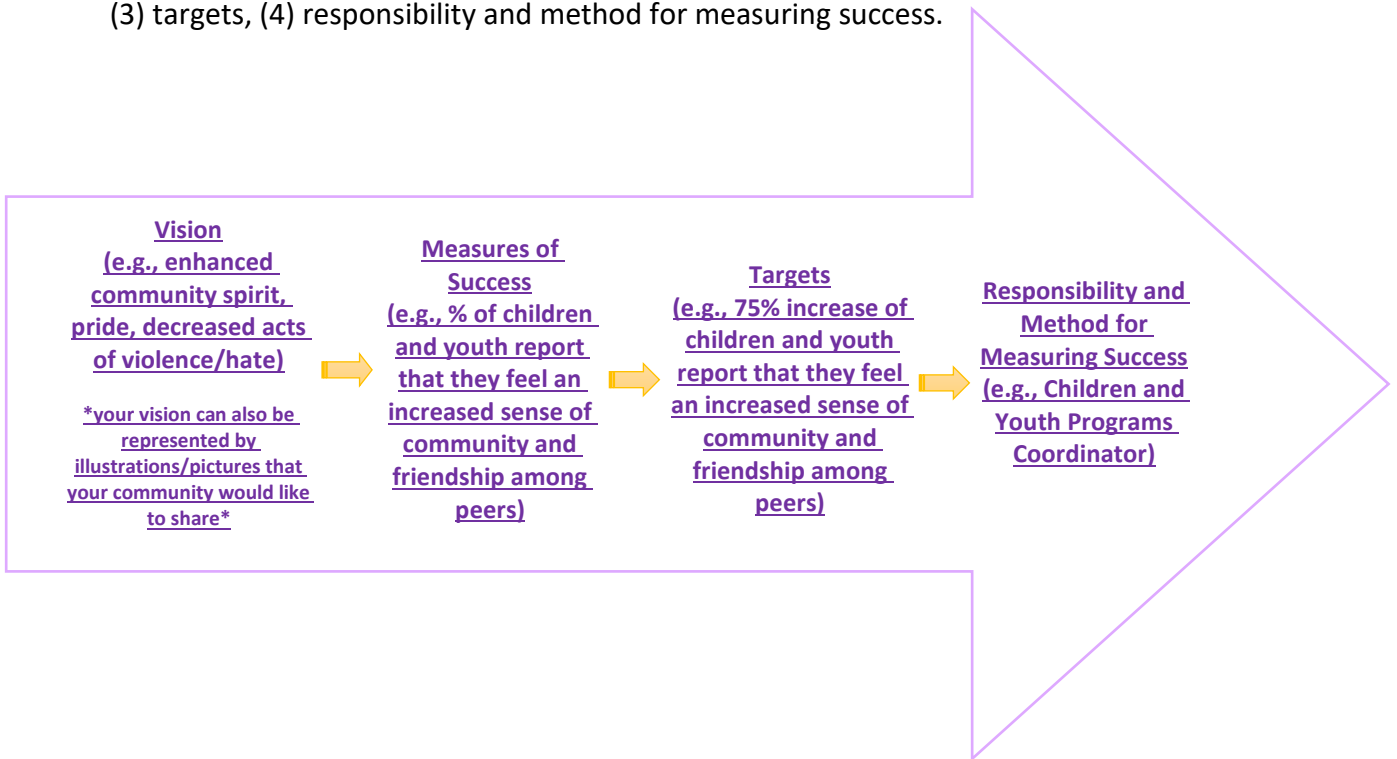 (3) targets, (4) responsibility and method for measuring success.
Vision
(e.g., enhanced
community spirit,
pride, decreased acts
of violence/hate)
*your vision can also be
represented by
illustrations/pictures that
your community would like
to share*
Measures of
Success
(e.g., % of children
and youth report
that they feel an
increased sense of
community and
friendship among
peers)
Targets
(e.g., 75% increase of
children and youth
report that they feel
an increased sense of
community and
friendship among
peers)
Responsibility and
Method for
Measuring Success
(e.g., Children and
Youth Programs
Coordinator)